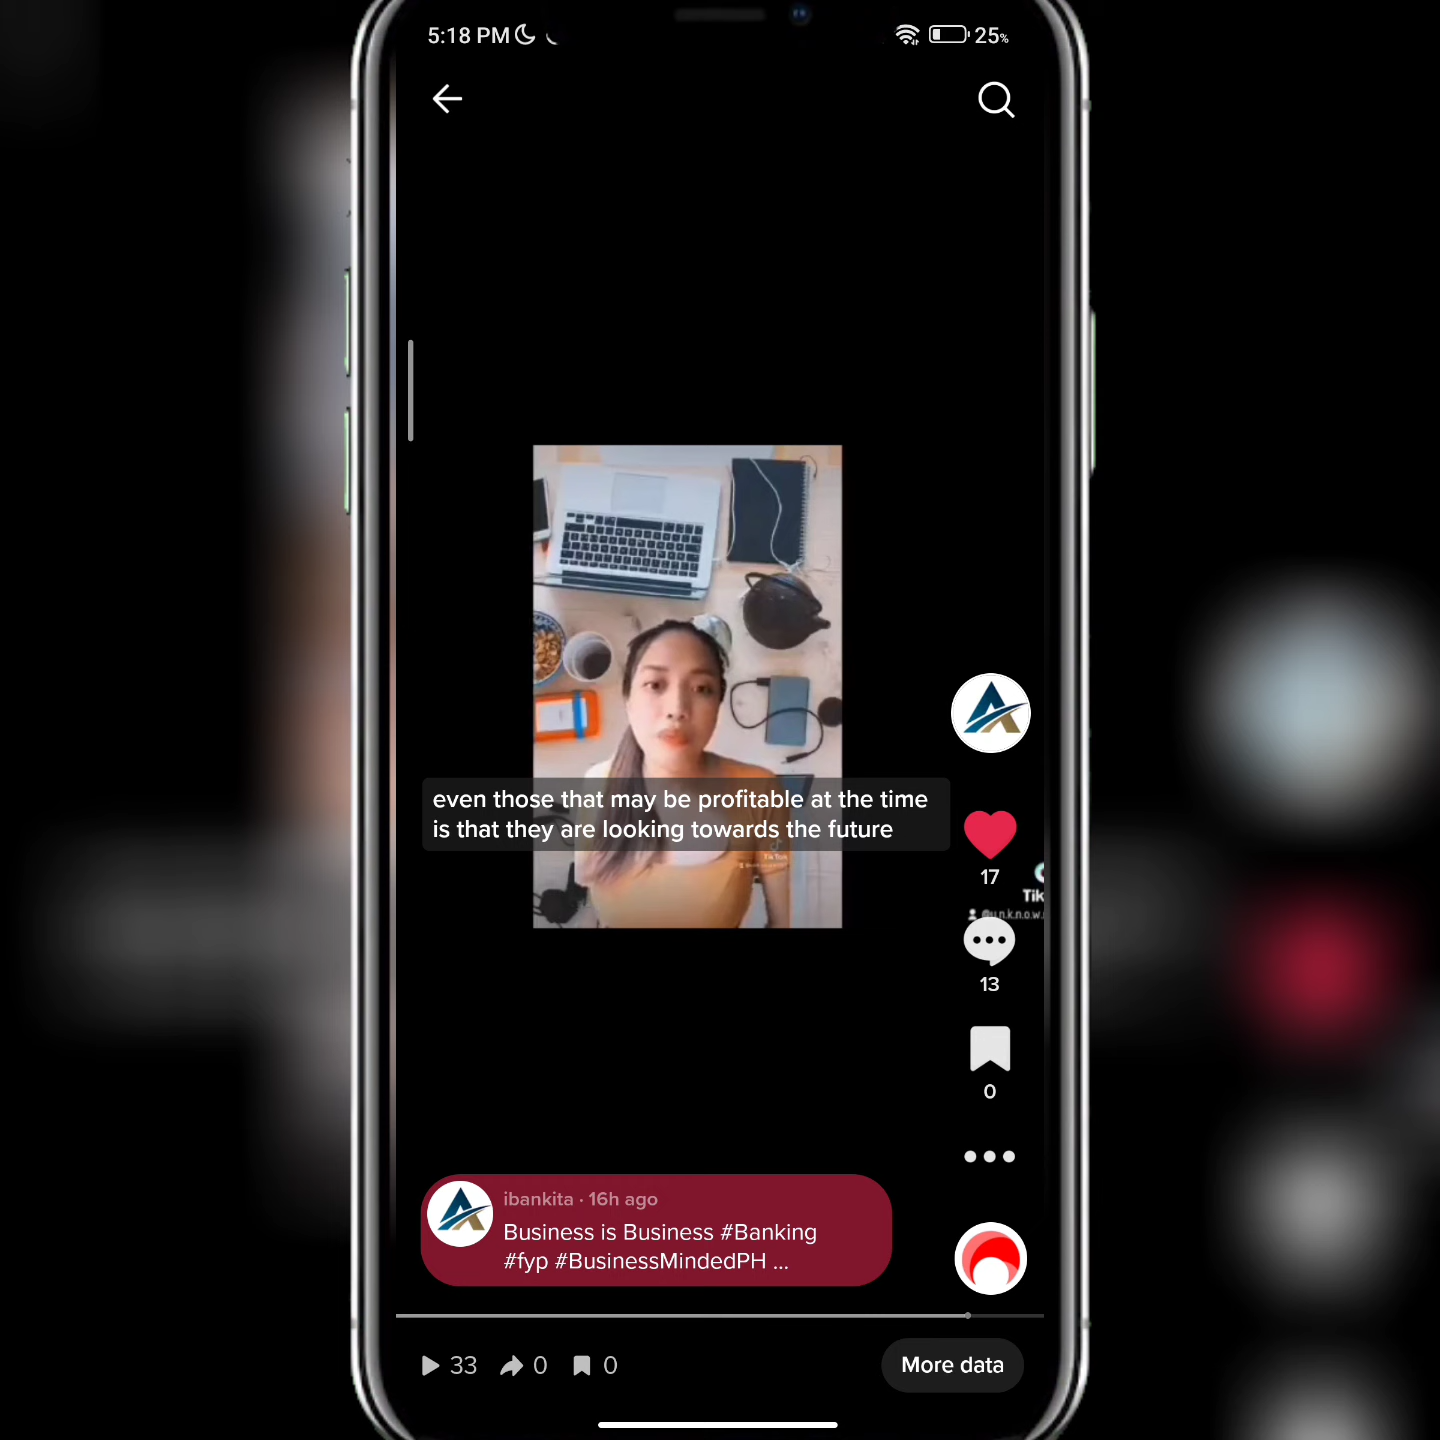 5:18 PM
25%
even those that may be profitable at the time
is that they are looking towards the future
17
Tik
13
0
ibankita · 16h ago
Business is Business #Banking
#fyp #BusinessMindedPH ...
33
0
0
More data